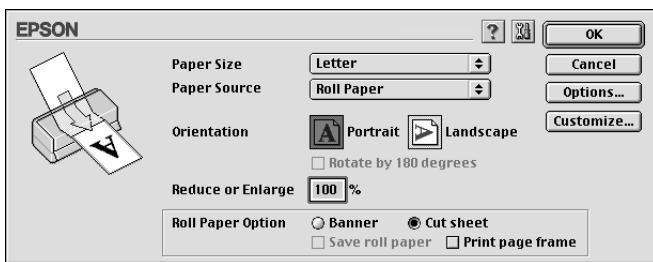 EPSON
? OK
Paper Size Letter Cancel
Paper Source Roll Paper Options...
Orientation A Portrait A Landscape Customize...
Rotate by 180 degrees
Reduce or Enlarge 100 %
Roll Paper Option Banner Cut sheet
Save roll paper Print page frame
A